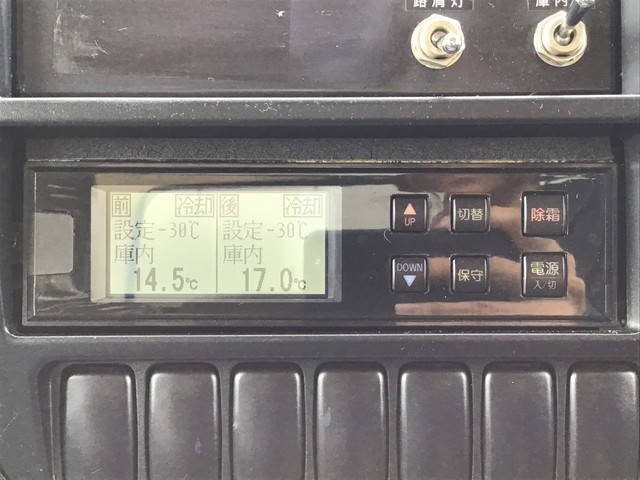 路肩灯 庫内
前 冷却 後 冷却
設定-30℃ 設定-30℃
庫内 庫内
14.5℃ 17.0℃
UP 切替 除霜
DOWN 保守 電源
入/切